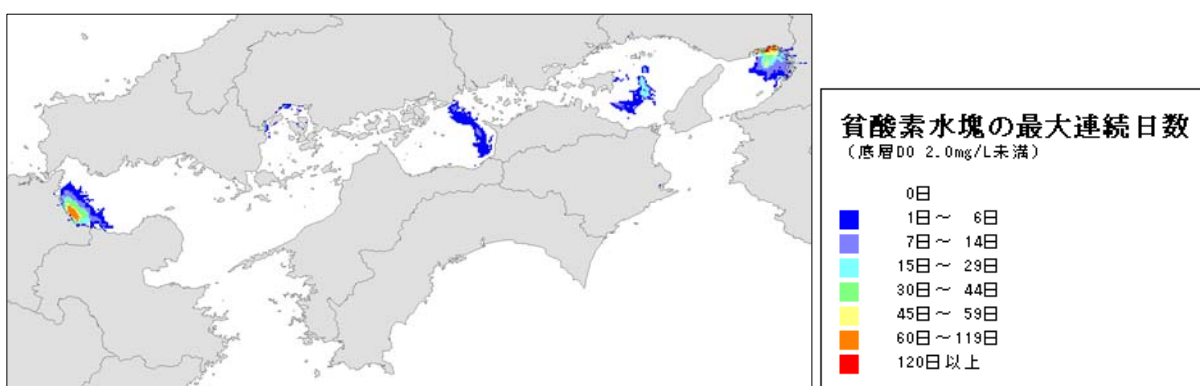 貧酸素水塊の最大連続日数
（底層DO 2.0mg/L未満）
0日
1日～ 6日
7日～ 14日
15日～ 29日
30日～ 44日
45日～ 59日
60日～119日
120日以上